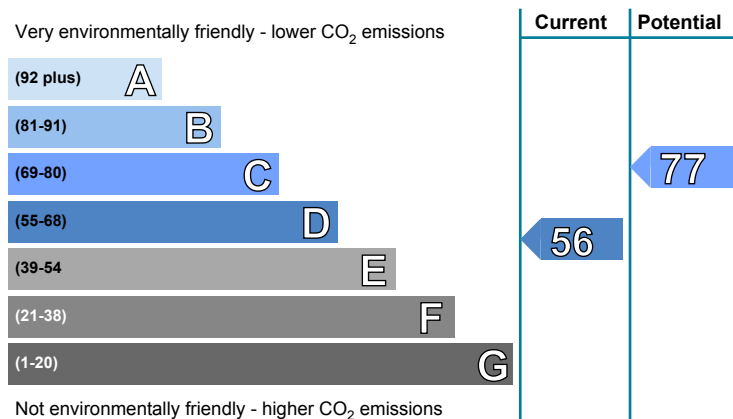 Current Potential
Very environmentally friendly - lower CO2 emissions
(92 plus) A
(81-91) B
(69-80) C
77
(55-68) D
56
(39-54 E
(21-38) F
(1-20) G
Not environmentally friendly - higher CO2 emissions